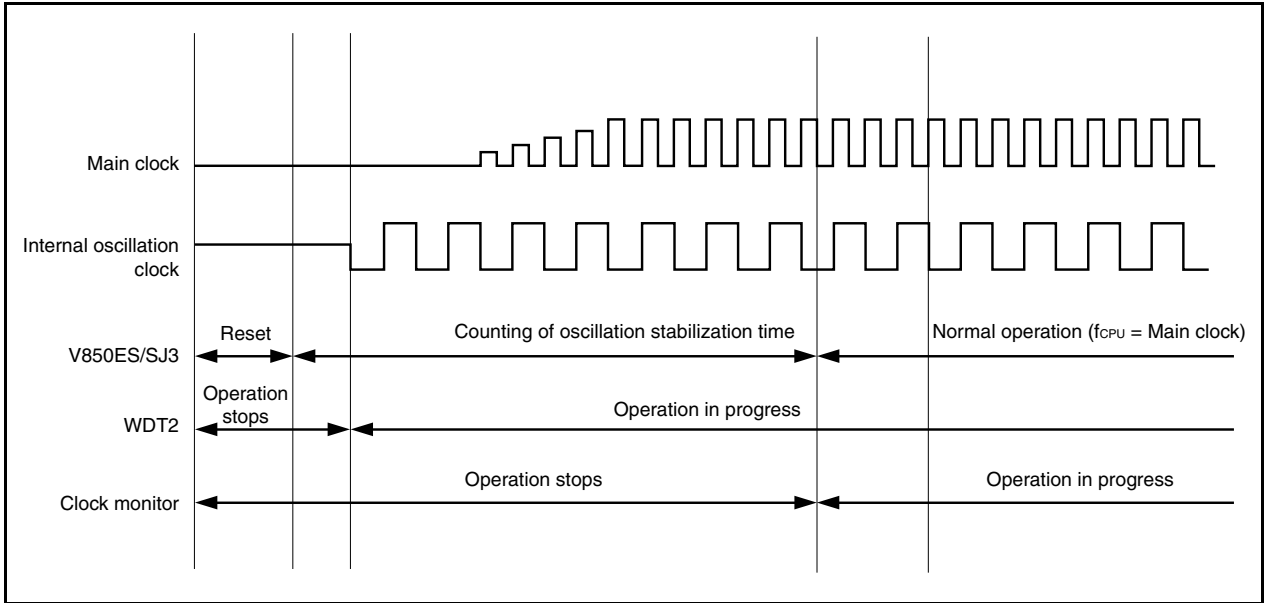 Main clock
Internal oscillation
clock
Reset
Counting of oscillation stabilization time
Normal operation (fCPU = Main clock)
V850ES/SJ3
Operation
stops
Operation in progress
WDT2
Operation stops
Operation in progress
Clock monitor